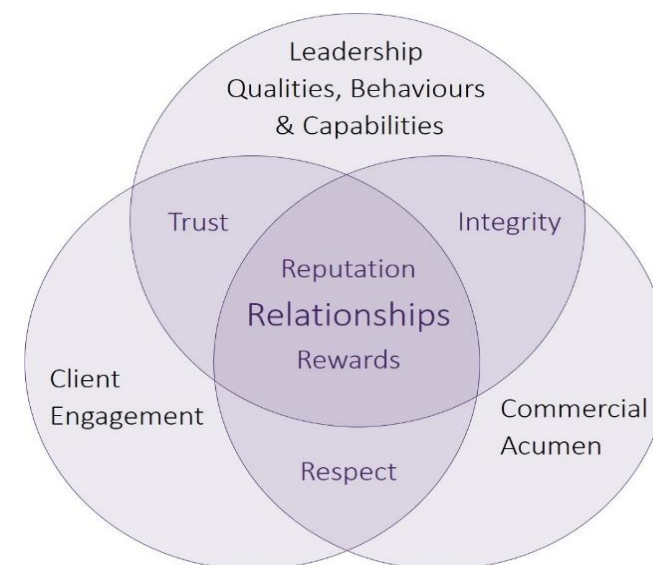 Leadership
Qualities, Behaviours
& Capabilities
Trust
Integrity
Reputation
Relationships
Rewards
Client
Engagement
Commercial
Acumen
Respect